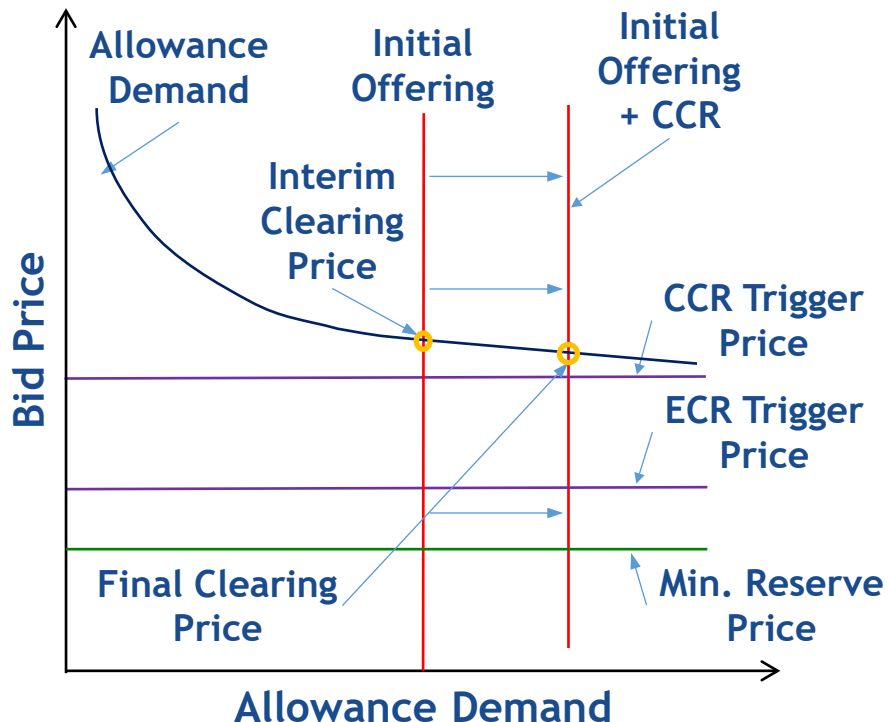 Allowance
Demand
Initial
Offering
Initial
Offering
+ CCR
Interim
Clearing
Price
CCR Trigger
Price
ECR Trigger
Price
Bid Price
Final Clearing
Price
Min. Reserve
Price
Allowance Demand